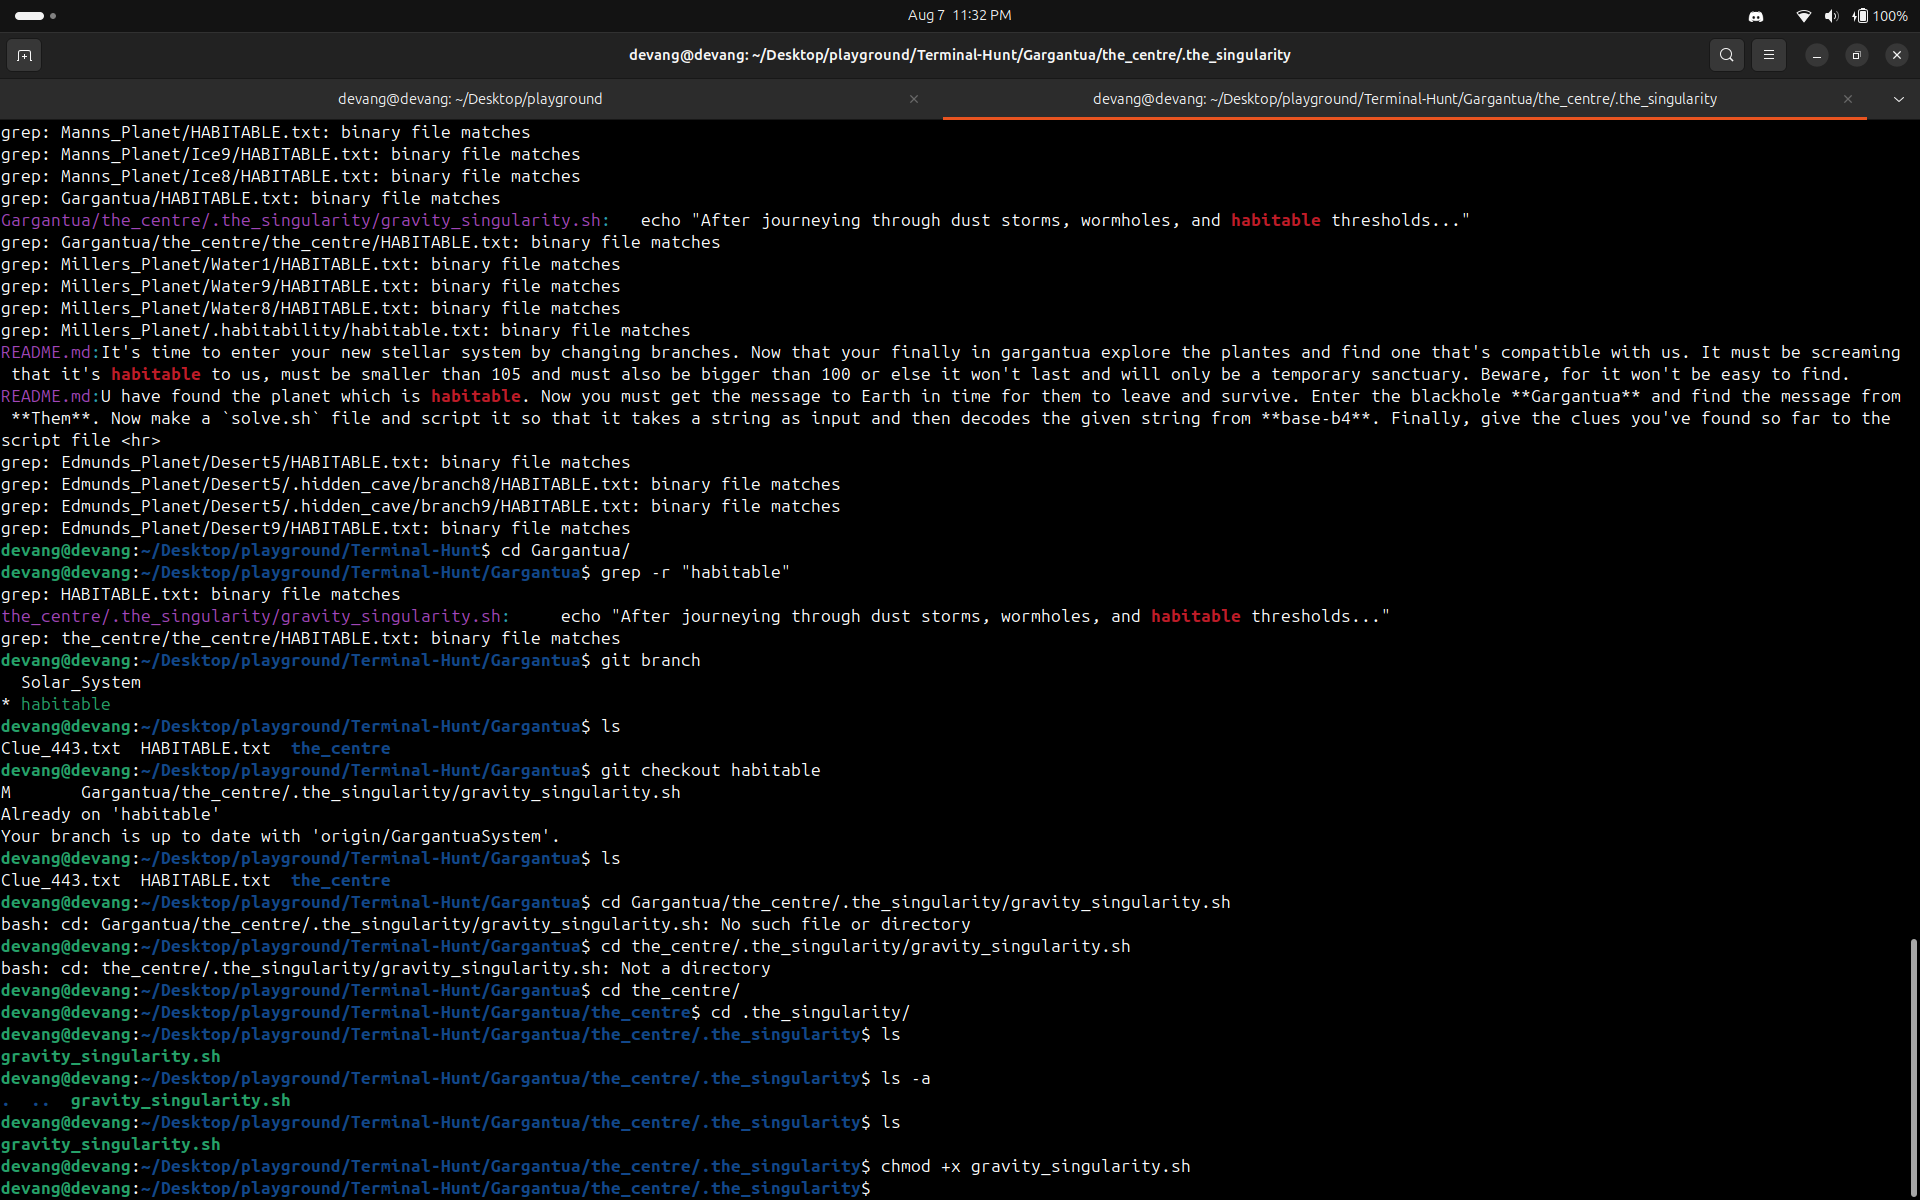 Aug 7 11:32 PM
100%
devang@devang: ~/Desktop/playground/Terminal-Hunt/Gargantua/the_centre/.the_singularity
devang@devang: ~/Desktop/playground
devang@devang: ~/Desktop/playground/Terminal-Hunt/Gargantua/the_centre/.the_singularity
grep: Manns_Planet/HABITABLE.txt: binary file matches
grep: Manns_Planet/Ice9/HABITABLE.txt: binary file matches
grep: Manns_Planet/Ice8/HABITABLE.txt: binary file matches
grep: Gargantua/HABITABLE.txt: binary file matches
Gargantua/the_centre/.the_singularity/gravity_singularity.sh:   echo "After journeying through dust storms, wormholes, and habitable thresholds..."
grep: Gargantua/the_centre/the_centre/HABITABLE.txt: binary file matches
grep: Millers_Planet/Water1/HABITABLE.txt: binary file matches
grep: Millers_Planet/Water9/HABITABLE.txt: binary file matches
grep: Millers_Planet/Water8/HABITABLE.txt: binary file matches
grep: Millers_Planet/.habitability/habitable.txt: binary file matches
README.md:It's time to enter your new stellar system by changing branches. Now that your finally in gargantua explore the plantes and find one that's compatible with us. It must be screaming
 that it's habitable to us, must be smaller than 105 and must also be bigger than 100 or else it won't last and will only be a temporary sanctuary. Beware, for it won't be easy to find.
README.md:U have found the planet which is habitable. Now you must get the message to Earth in time for them to leave and survive. Enter the blackhole **Gargantua** and find the message from
 **Them**. Now make a `solve.sh` file and script it so that it takes a string as input and then decodes the given string from **base-b4**. Finally, give the clues you've found so far to the
script file <hr>
grep: Edmunds_Planet/Desert5/HABITABLE.txt: binary file matches
grep: Edmunds_Planet/Desert5/.hidden_cave/branch8/HABITABLE.txt: binary file matches
grep: Edmunds_Planet/Desert5/.hidden_cave/branch9/HABITABLE.txt: binary file matches
grep: Edmunds_Planet/Desert9/HABITABLE.txt: binary file matches
devang@devang:~/Desktop/playground/Terminal-Hunt$ cd Gargantua/
devang@devang:~/Desktop/playground/Terminal-Hunt/Gargantua$ grep -r "habitable"
grep: HABITABLE.txt: binary file matches
the_centre/.the_singularity/gravity_singularity.sh:     echo "After journeying through dust storms, wormholes, and habitable thresholds..."
grep: the_centre/the_centre/HABITABLE.txt: binary file matches
devang@devang:~/Desktop/playground/Terminal-Hunt/Gargantua$ git branch
  Solar_System
* habitable
devang@devang:~/Desktop/playground/Terminal-Hunt/Gargantua$ ls
Clue_443.txt  HABITABLE.txt  the_centre
devang@devang:~/Desktop/playground/Terminal-Hunt/Gargantua$ git checkout habitable
M       Gargantua/the_centre/.the_singularity/gravity_singularity.sh
Already on 'habitable'
Your branch is up to date with 'origin/GargantuaSystem'.
devang@devang:~/Desktop/playground/Terminal-Hunt/Gargantua$ ls
Clue_443.txt  HABITABLE.txt  the_centre
devang@devang:~/Desktop/playground/Terminal-Hunt/Gargantua$ cd Gargantua/the_centre/.the_singularity/gravity_singularity.sh
bash: cd: Gargantua/the_centre/.the_singularity/gravity_singularity.sh: No such file or directory
devang@devang:~/Desktop/playground/Terminal-Hunt/Gargantua$ cd the_centre/.the_singularity/gravity_singularity.sh
bash: cd: the_centre/.the_singularity/gravity_singularity.sh: Not a directory
devang@devang:~/Desktop/playground/Terminal-Hunt/Gargantua$ cd the_centre/
devang@devang:~/Desktop/playground/Terminal-Hunt/Gargantua/the_centre$ cd .the_singularity/
devang@devang:~/Desktop/playground/Terminal-Hunt/Gargantua/the_centre/.the_singularity$ ls
gravity_singularity.sh
devang@devang:~/Desktop/playground/Terminal-Hunt/Gargantua/the_centre/.the_singularity$ ls -a
.  ..  gravity_singularity.sh
devang@devang:~/Desktop/playground/Terminal-Hunt/Gargantua/the_centre/.the_singularity$ ls
gravity_singularity.sh
devang@devang:~/Desktop/playground/Terminal-Hunt/Gargantua/the_centre/.the_singularity$ chmod +x gravity_singularity.sh
devang@devang:~/Desktop/playground/Terminal-Hunt/Gargantua/the_centre/.the_singularity$